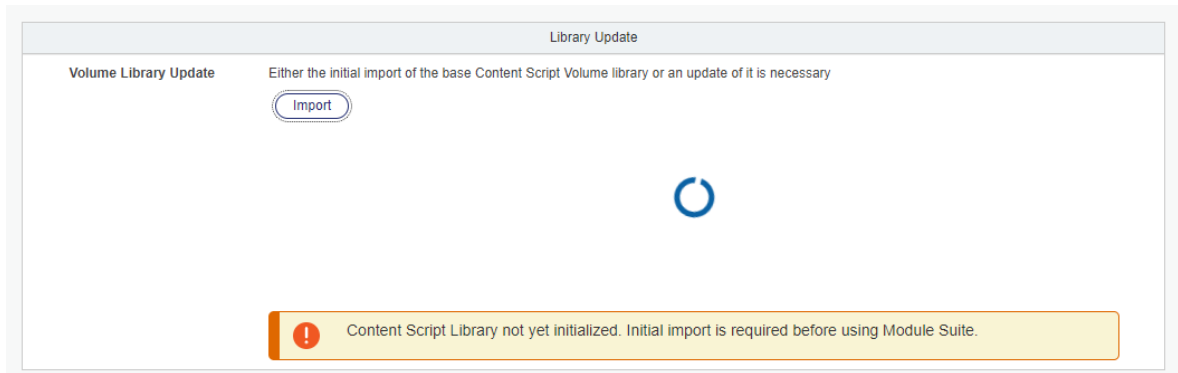 Library Update
Volume Library Update
Either the initial import of the base Content Script Volume library or an update of it is necessary
Import
Content Script Library not yet initialized. Initial import is required before using Module Suite.